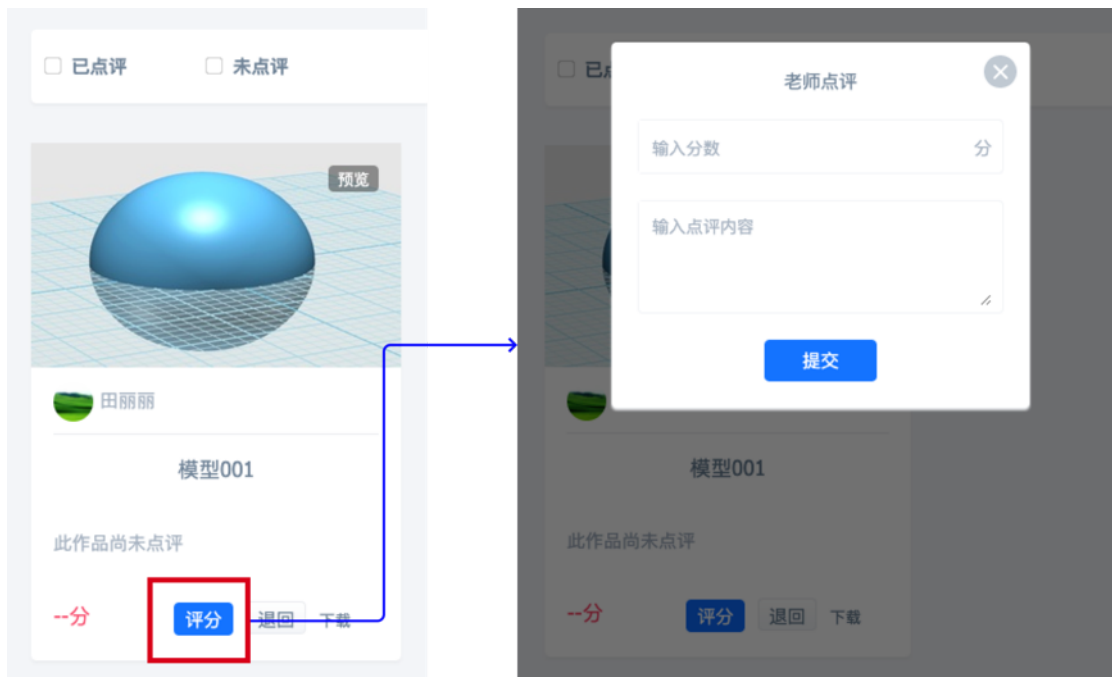 已点评 未点评
预览
田丽丽
模型001
此作品尚未点评
--分 评分 退回 下载
已
老师点评
输入分数 分
输入点评内容
提交
模型001
此作品尚未点评
--分 评分 退回 下载